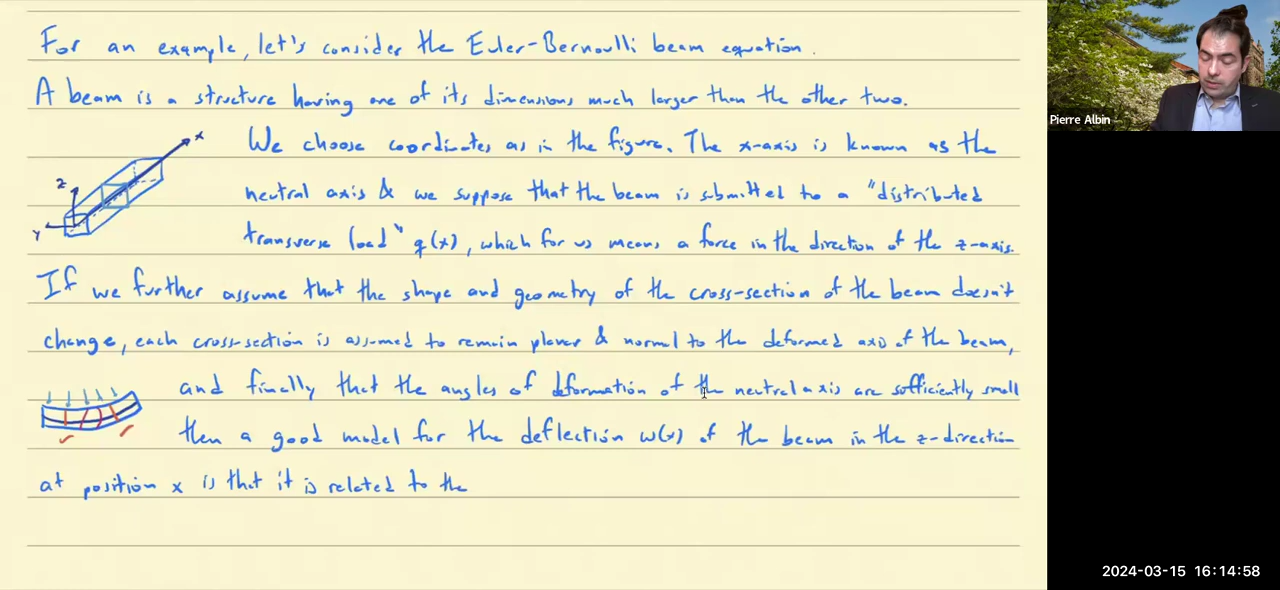 For an example, let's consider the Euler-Bernoulli beam equation.
A beam is a structure having one of its dimensions much larger than the other two.
x
We choose coordinates as in the figure. The x-axis is known as the
z
neutral axis & we suppose that the beam is submitted to a "distributed
y
transverse load" q(x), which for us means a force in the direction of the z-axis.
If we further assume that the shape and geometry of the cross-section of the beam doesn't
change, each cross-section is assumed to remain planar & normal to the deformed axis of the beam,
and finally that the angles of deformation of the neutral axis are sufficiently small
then a good model for the deflection w(x) of the beam in the z-direction
at position x is that it is related to the
Pierre Albin
2024-03-15 16:14:58